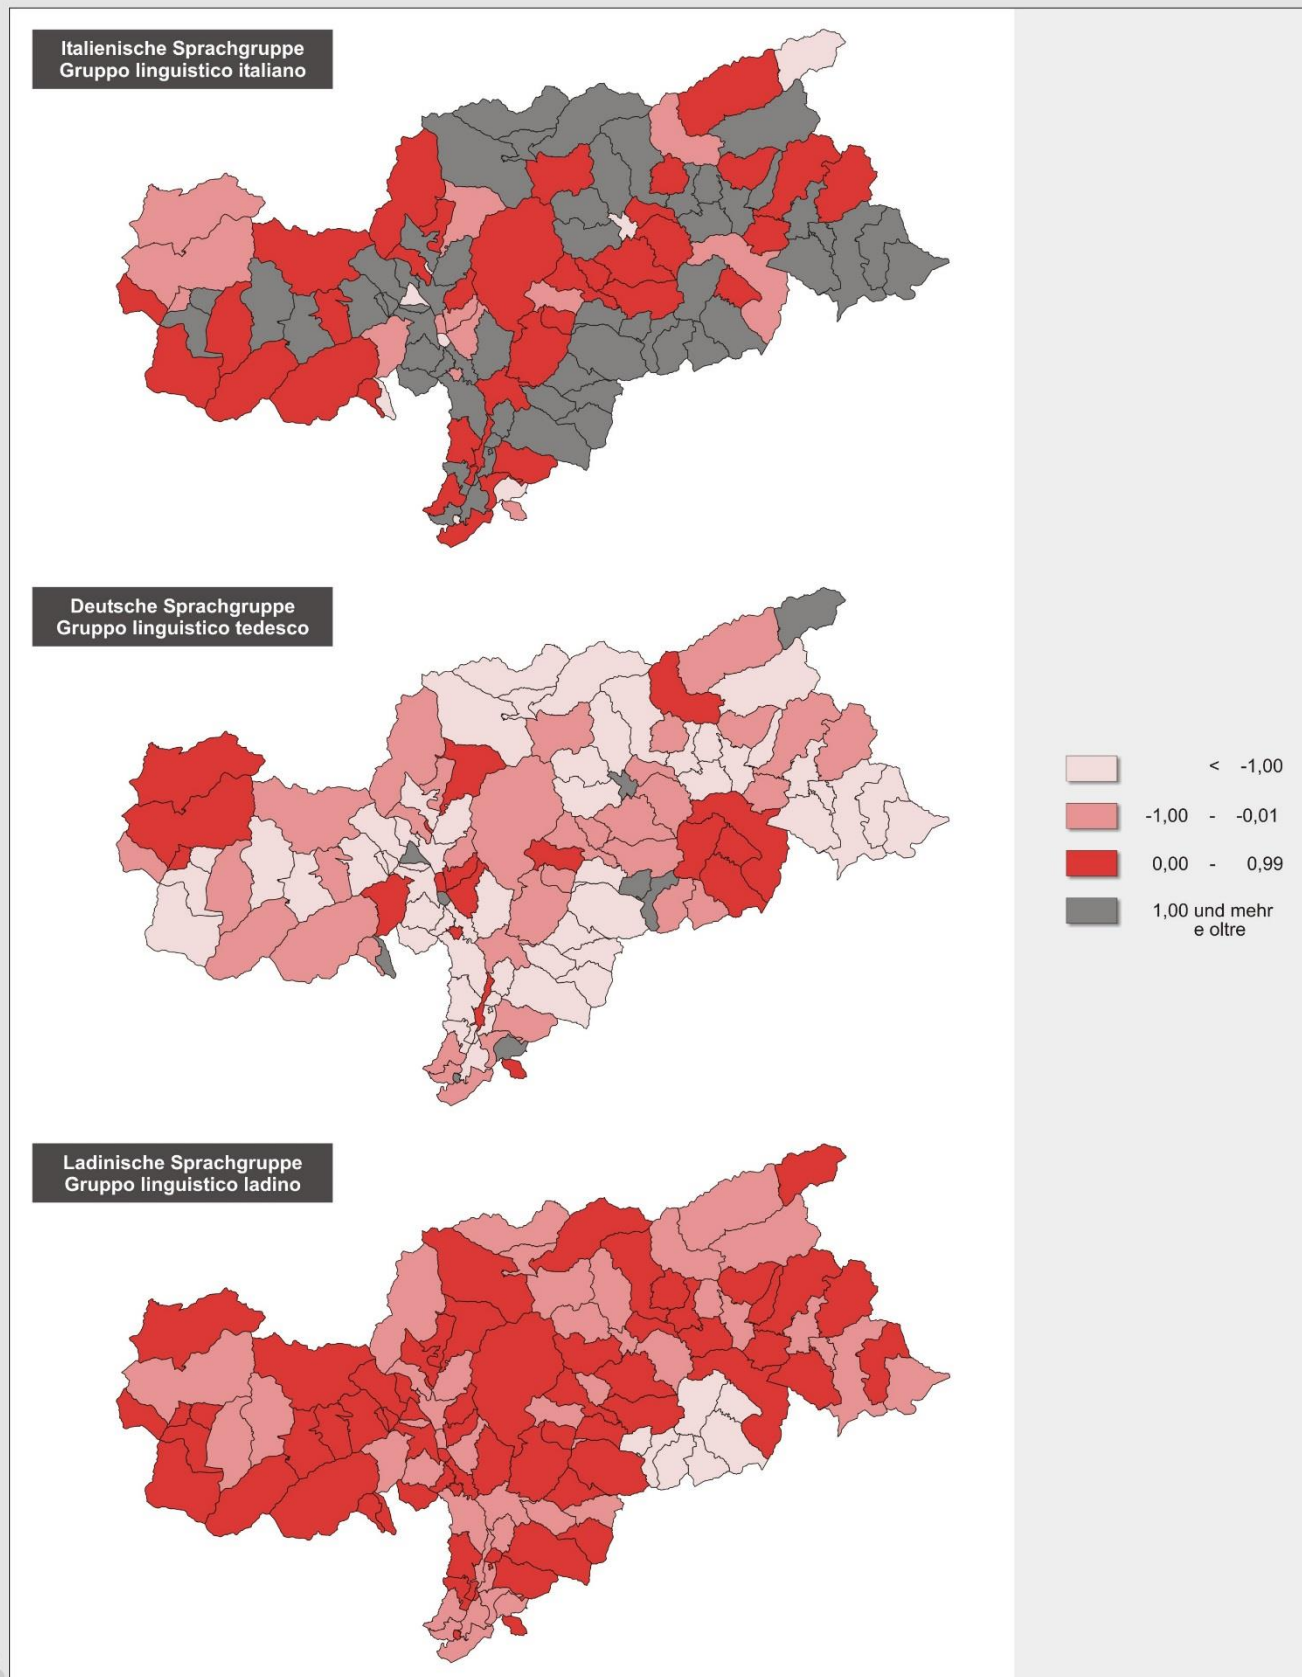 Italienische Sprachgruppe
Gruppo linguistico italiano
Deutsche Sprachgruppe
Gruppo linguistico tedesco
< -1,00
-1,00 - -0,01
0,00 - 0,99
1,00 und mehr
e oltre
Ladinische Sprachgruppe
Gruppo linguistico ladino